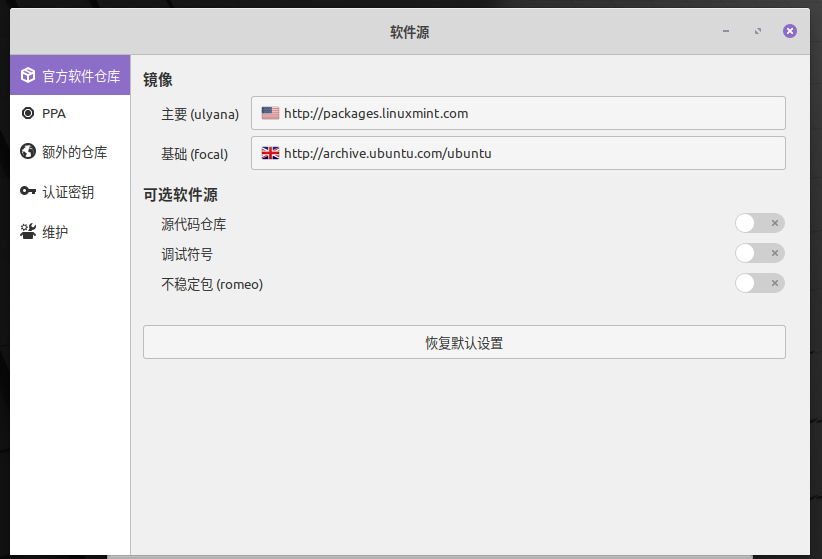 软件源
官方软件仓库
PPA
额外的仓库
认证密钥
维护
镜像
主要 (ulyana) http://packages.linuxmint.com
基础 (focal) http://archive.ubuntu.com/ubuntu
可选软件源
源代码仓库
调试符号
不稳定包 (romeo)
恢复默认设置